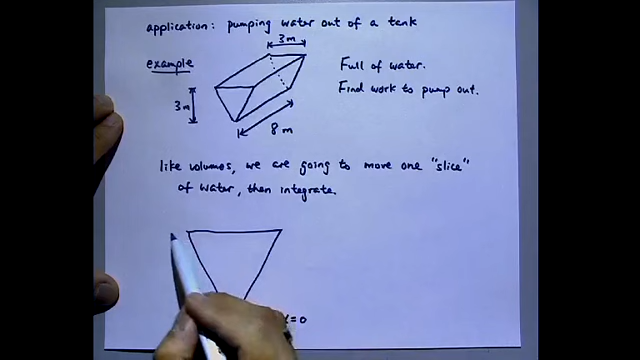 application: pumping water out of a tank
3m
example
Full of water.
Find work to pump out.
3m
8 m
like volumes, we are going to move one "slice"
of water, then integrate.
=0